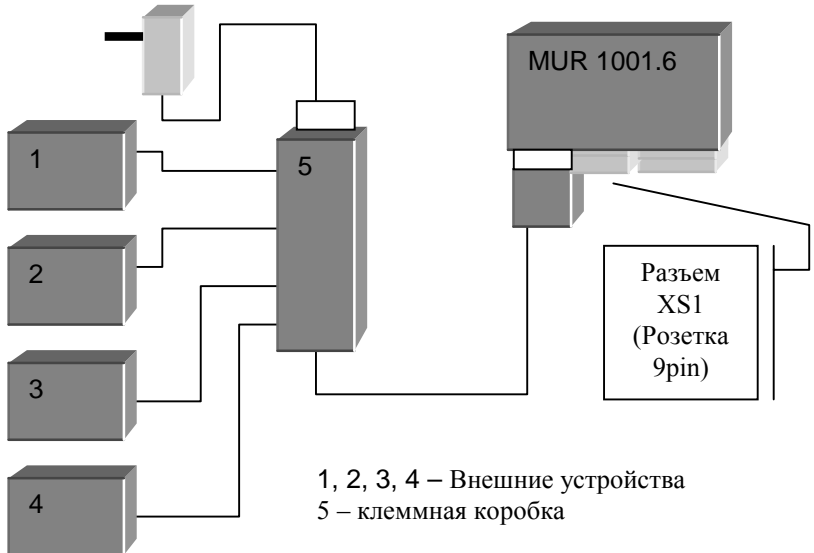 MUR 1001.6
1
5
2
Разъем
XS1
(Розетка
9pin)
3
4
1, 2, 3, 4 – Внешние устройства
5 – клеммная коробка